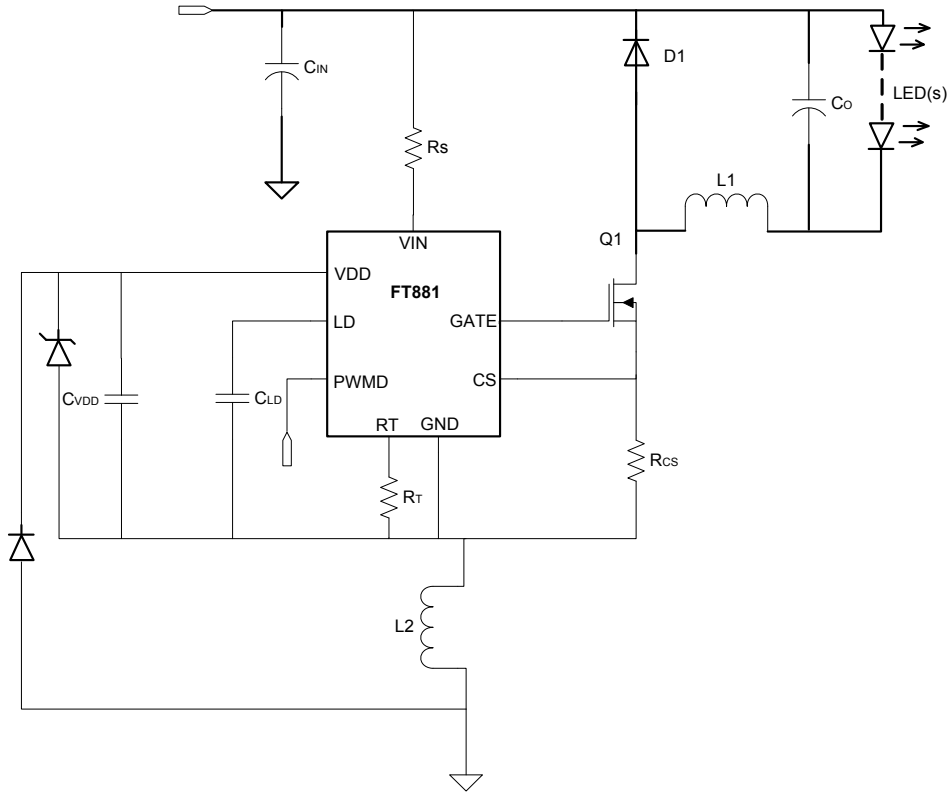 CIN
D1
CO
LED(s)
RS
L1
VIN
Q1
VDD
FT881
LD
GATE
PWMD
CS
CVDD
CLD
RT
GND
RCS
RT
L2